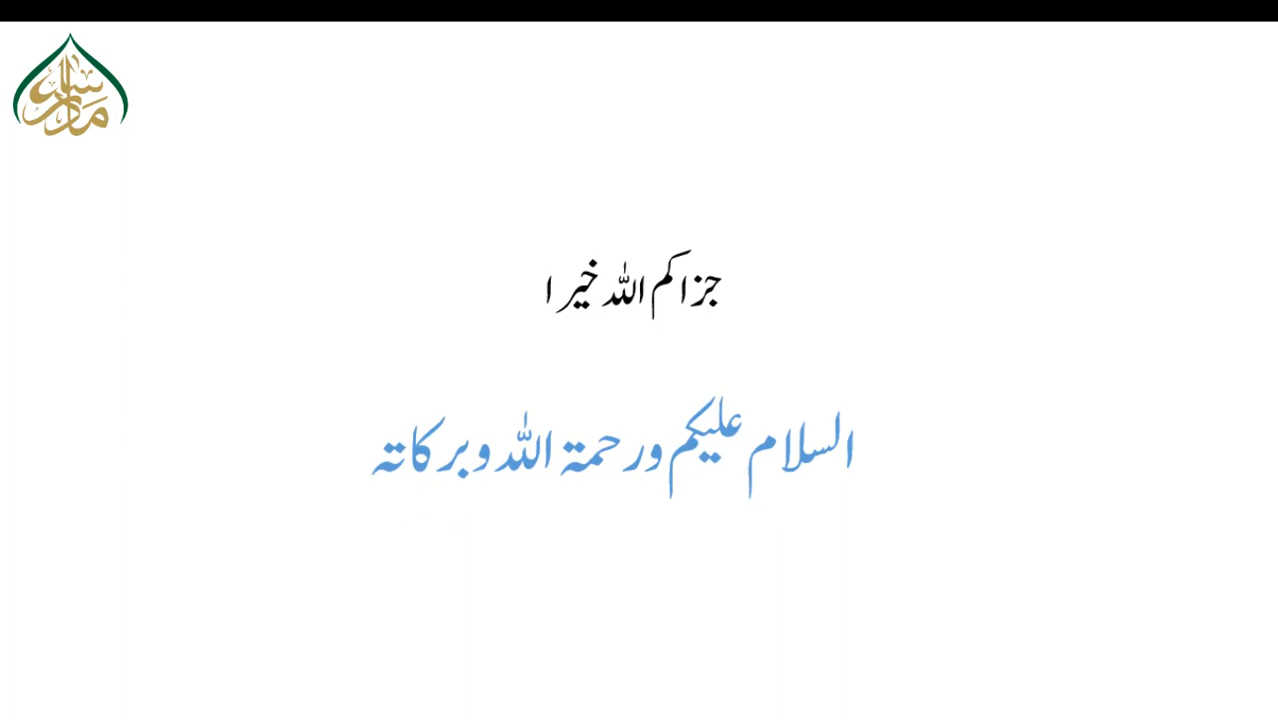 جزاکم اللہ خیرا
السلام علیکم ورحمۃ اللہ وبرکاتہ